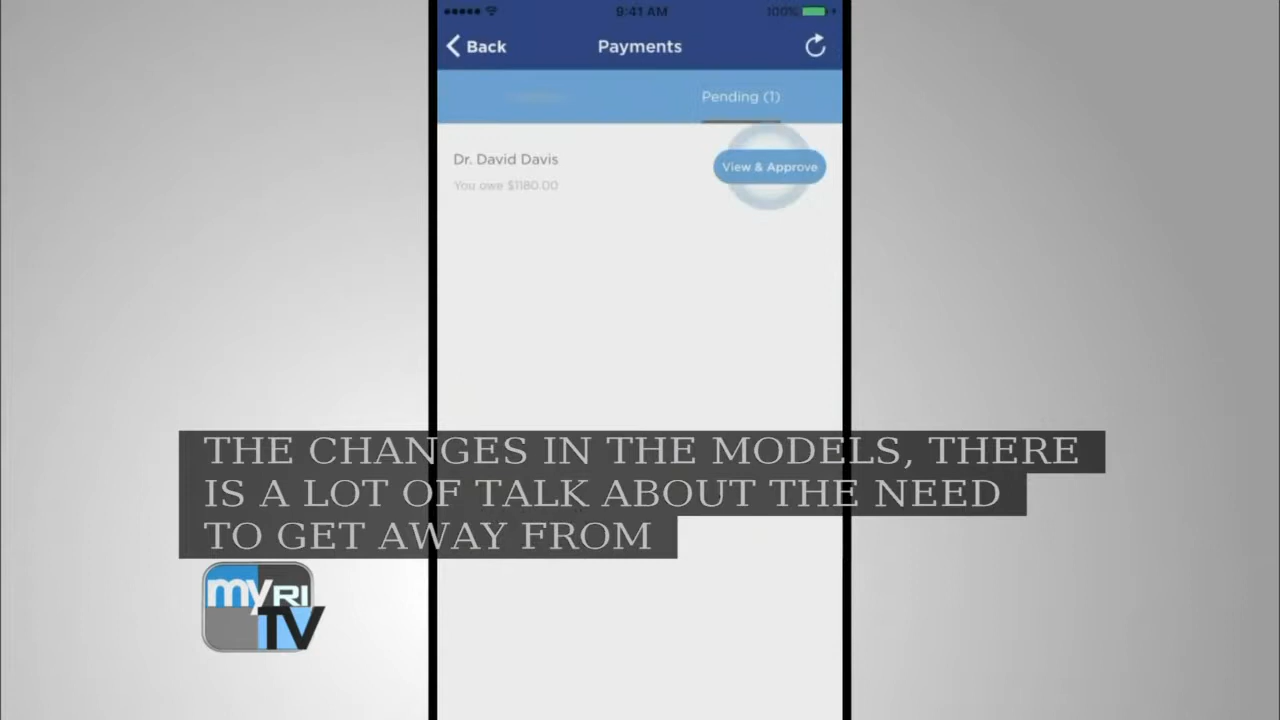 9:41 AM
100%
Back
Payments
Pending (1)
Dr. David Davis
View & Approve
You owe $1180.00
THE CHANGES IN THE MODELS, THERE
IS A LOT OF TALK ABOUT THE NEED
TO GET AWAY FROM
myRI
TV